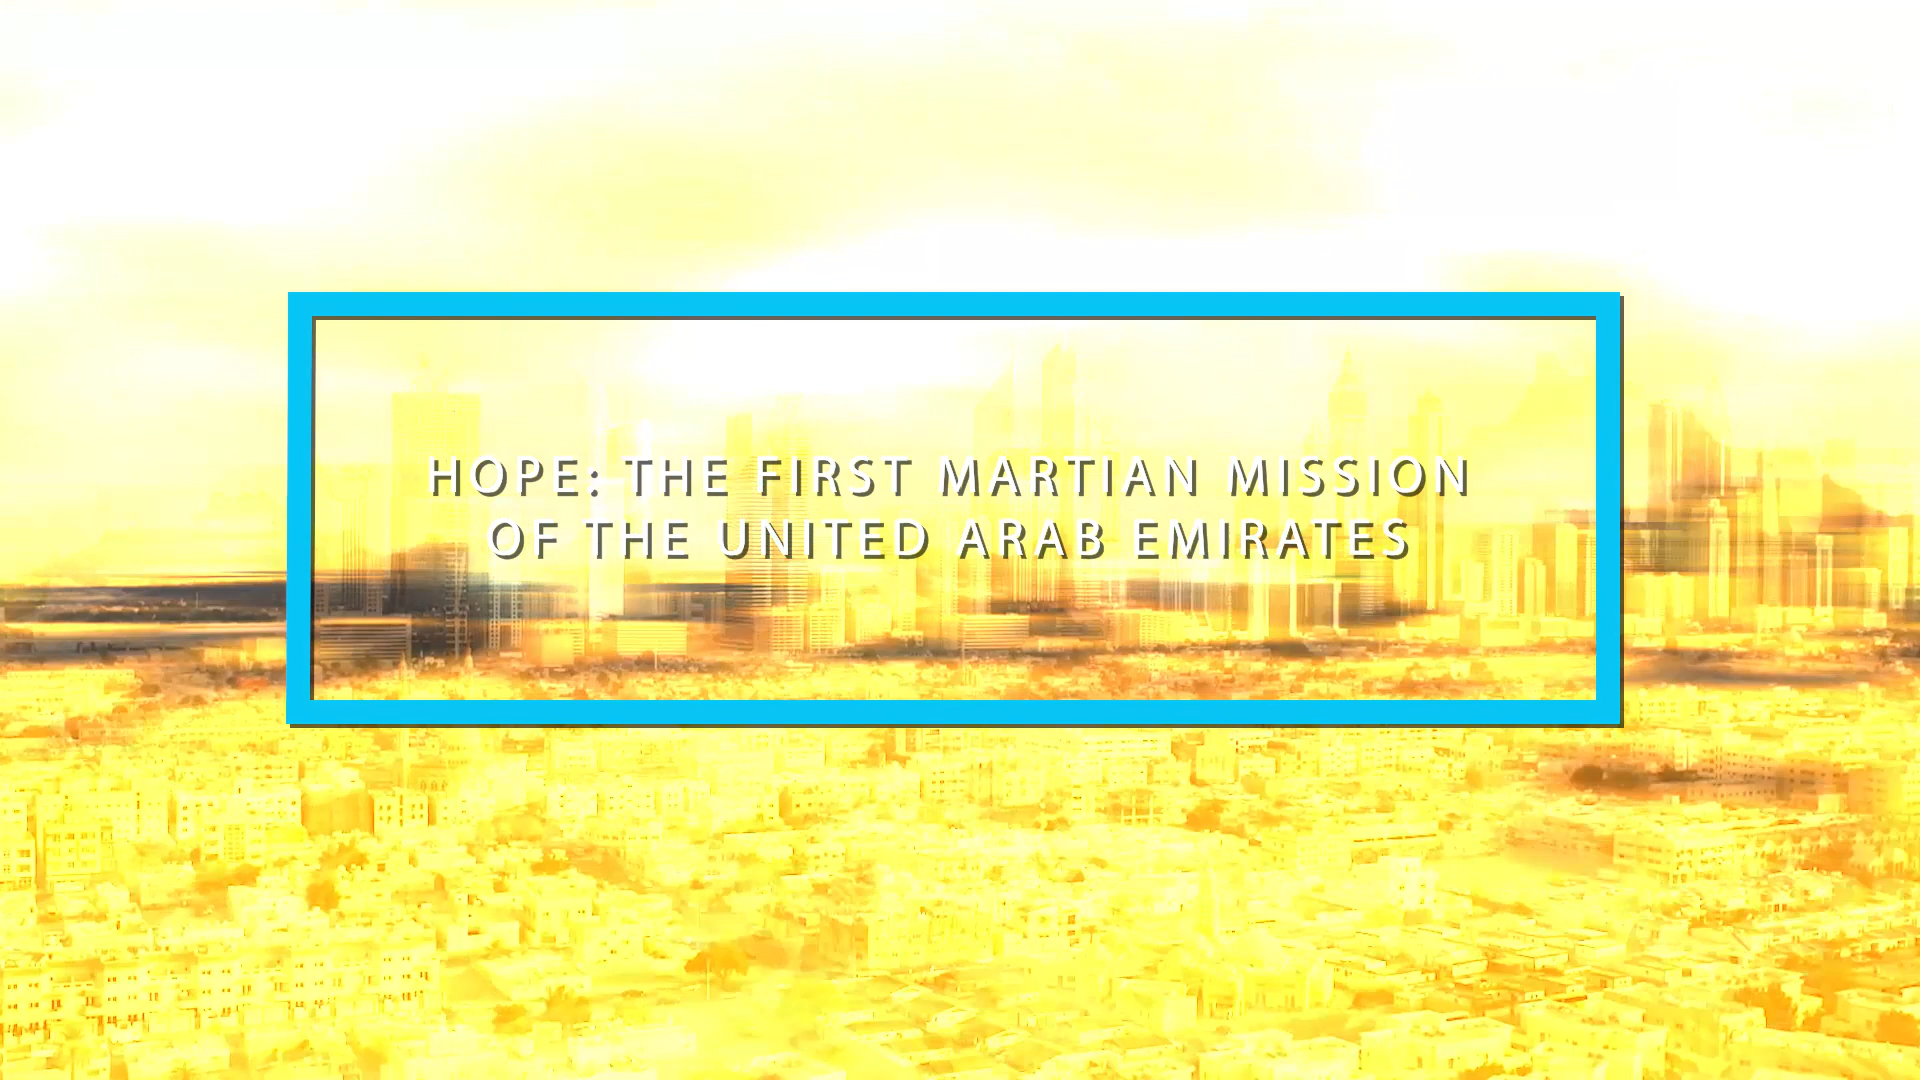 HOPE: THE FIRST MARTIAN MISSION
OF THE UNITED ARAB EMIRATES